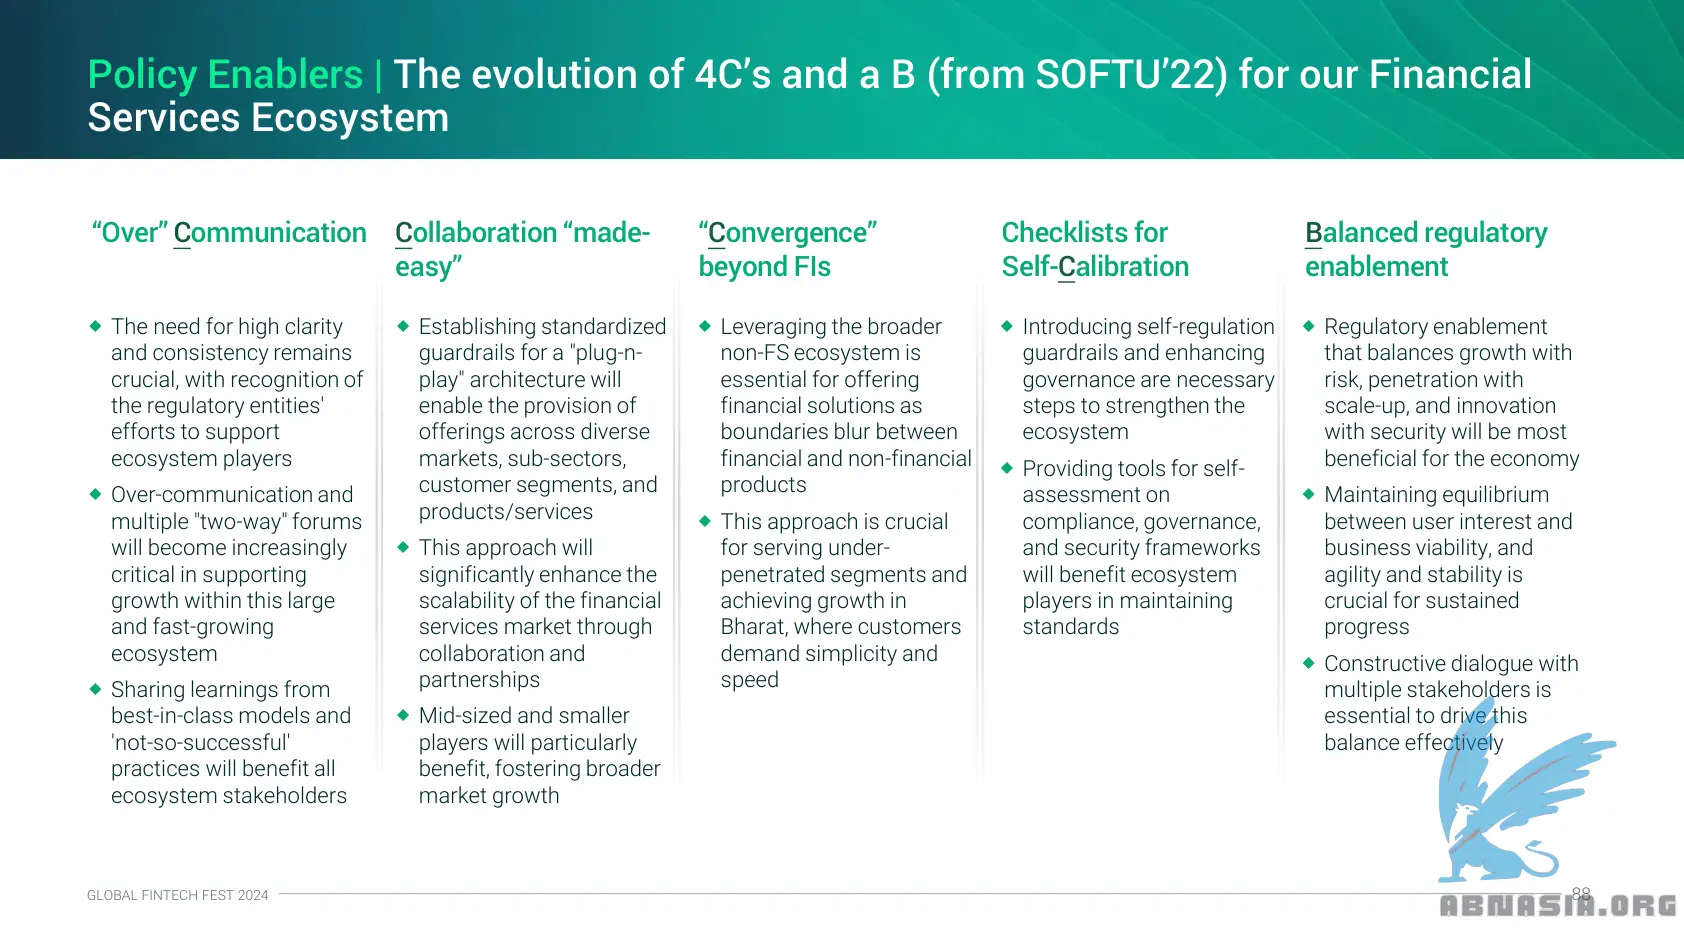 Policy Enablers | The evolution of 4C’s and a B (from SOFTU’22) for our Financial
Services Ecosystem
“Over” Communication
The need for high clarity
and consistency remains
crucial, with recognition of
the regulatory entities'
efforts to support
ecosystem players
Over-communication and
multiple "two-way" forums
will become increasingly
critical in supporting
growth within this large
and fast-growing
ecosystem
Sharing learnings from
best-in-class models and
'not-so-successful'
practices will benefit all
ecosystem stakeholders
Collaboration “made-
easy”
Establishing standardized
guardrails for a "plug-n-
play" architecture will
enable the provision of
offerings across diverse
markets, sub-sectors,
customer segments, and
products/services
This approach will
significantly enhance the
scalability of the financial
services market through
collaboration and
partnerships
Mid-sized and smaller
players will particularly
benefit, fostering broader
market growth
“Convergence”
beyond FIs
Leveraging the broader
non-FS ecosystem is
essential for offering
financial solutions as
boundaries blur between
financial and non-financial
products
This approach is crucial
for serving under-
penetrated segments and
achieving growth in
Bharat, where customers
demand simplicity and
speed
Checklists for
Self-Calibration
Introducing self-regulation
guardrails and enhancing
governance are necessary
steps to strengthen the
ecosystem
Providing tools for self-
assessment on
compliance, governance,
and security frameworks
will benefit ecosystem
players in maintaining
standards
Balanced regulatory
enablement
Regulatory enablement
that balances growth with
risk, penetration with
scale-up, and innovation
with security will be most
beneficial for the economy
Maintaining equilibrium
between user interest and
business viability, and
agility and stability is
crucial for sustained
progress
Constructive dialogue with
multiple stakeholders is
essential to drive this
balance effectively
GLOBAL FINTECH FEST 2024
88
ABNASIA.ORG